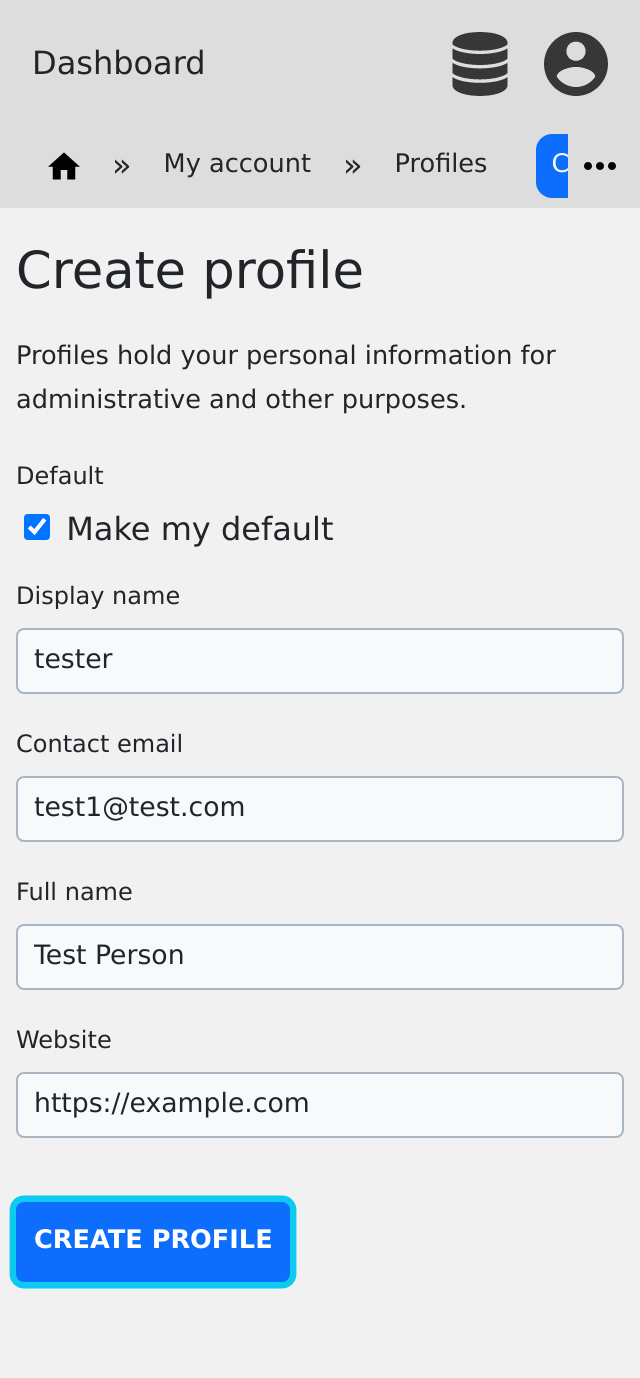 Dashboard
» My account » Profiles C
Create profile
Profiles hold your personal information for
administrative and other purposes.
Default
Make my default
Display name
tester
Contact email
test1@test.com
Full name
Test Person
Website
https://example.com
CREATE PROFILE